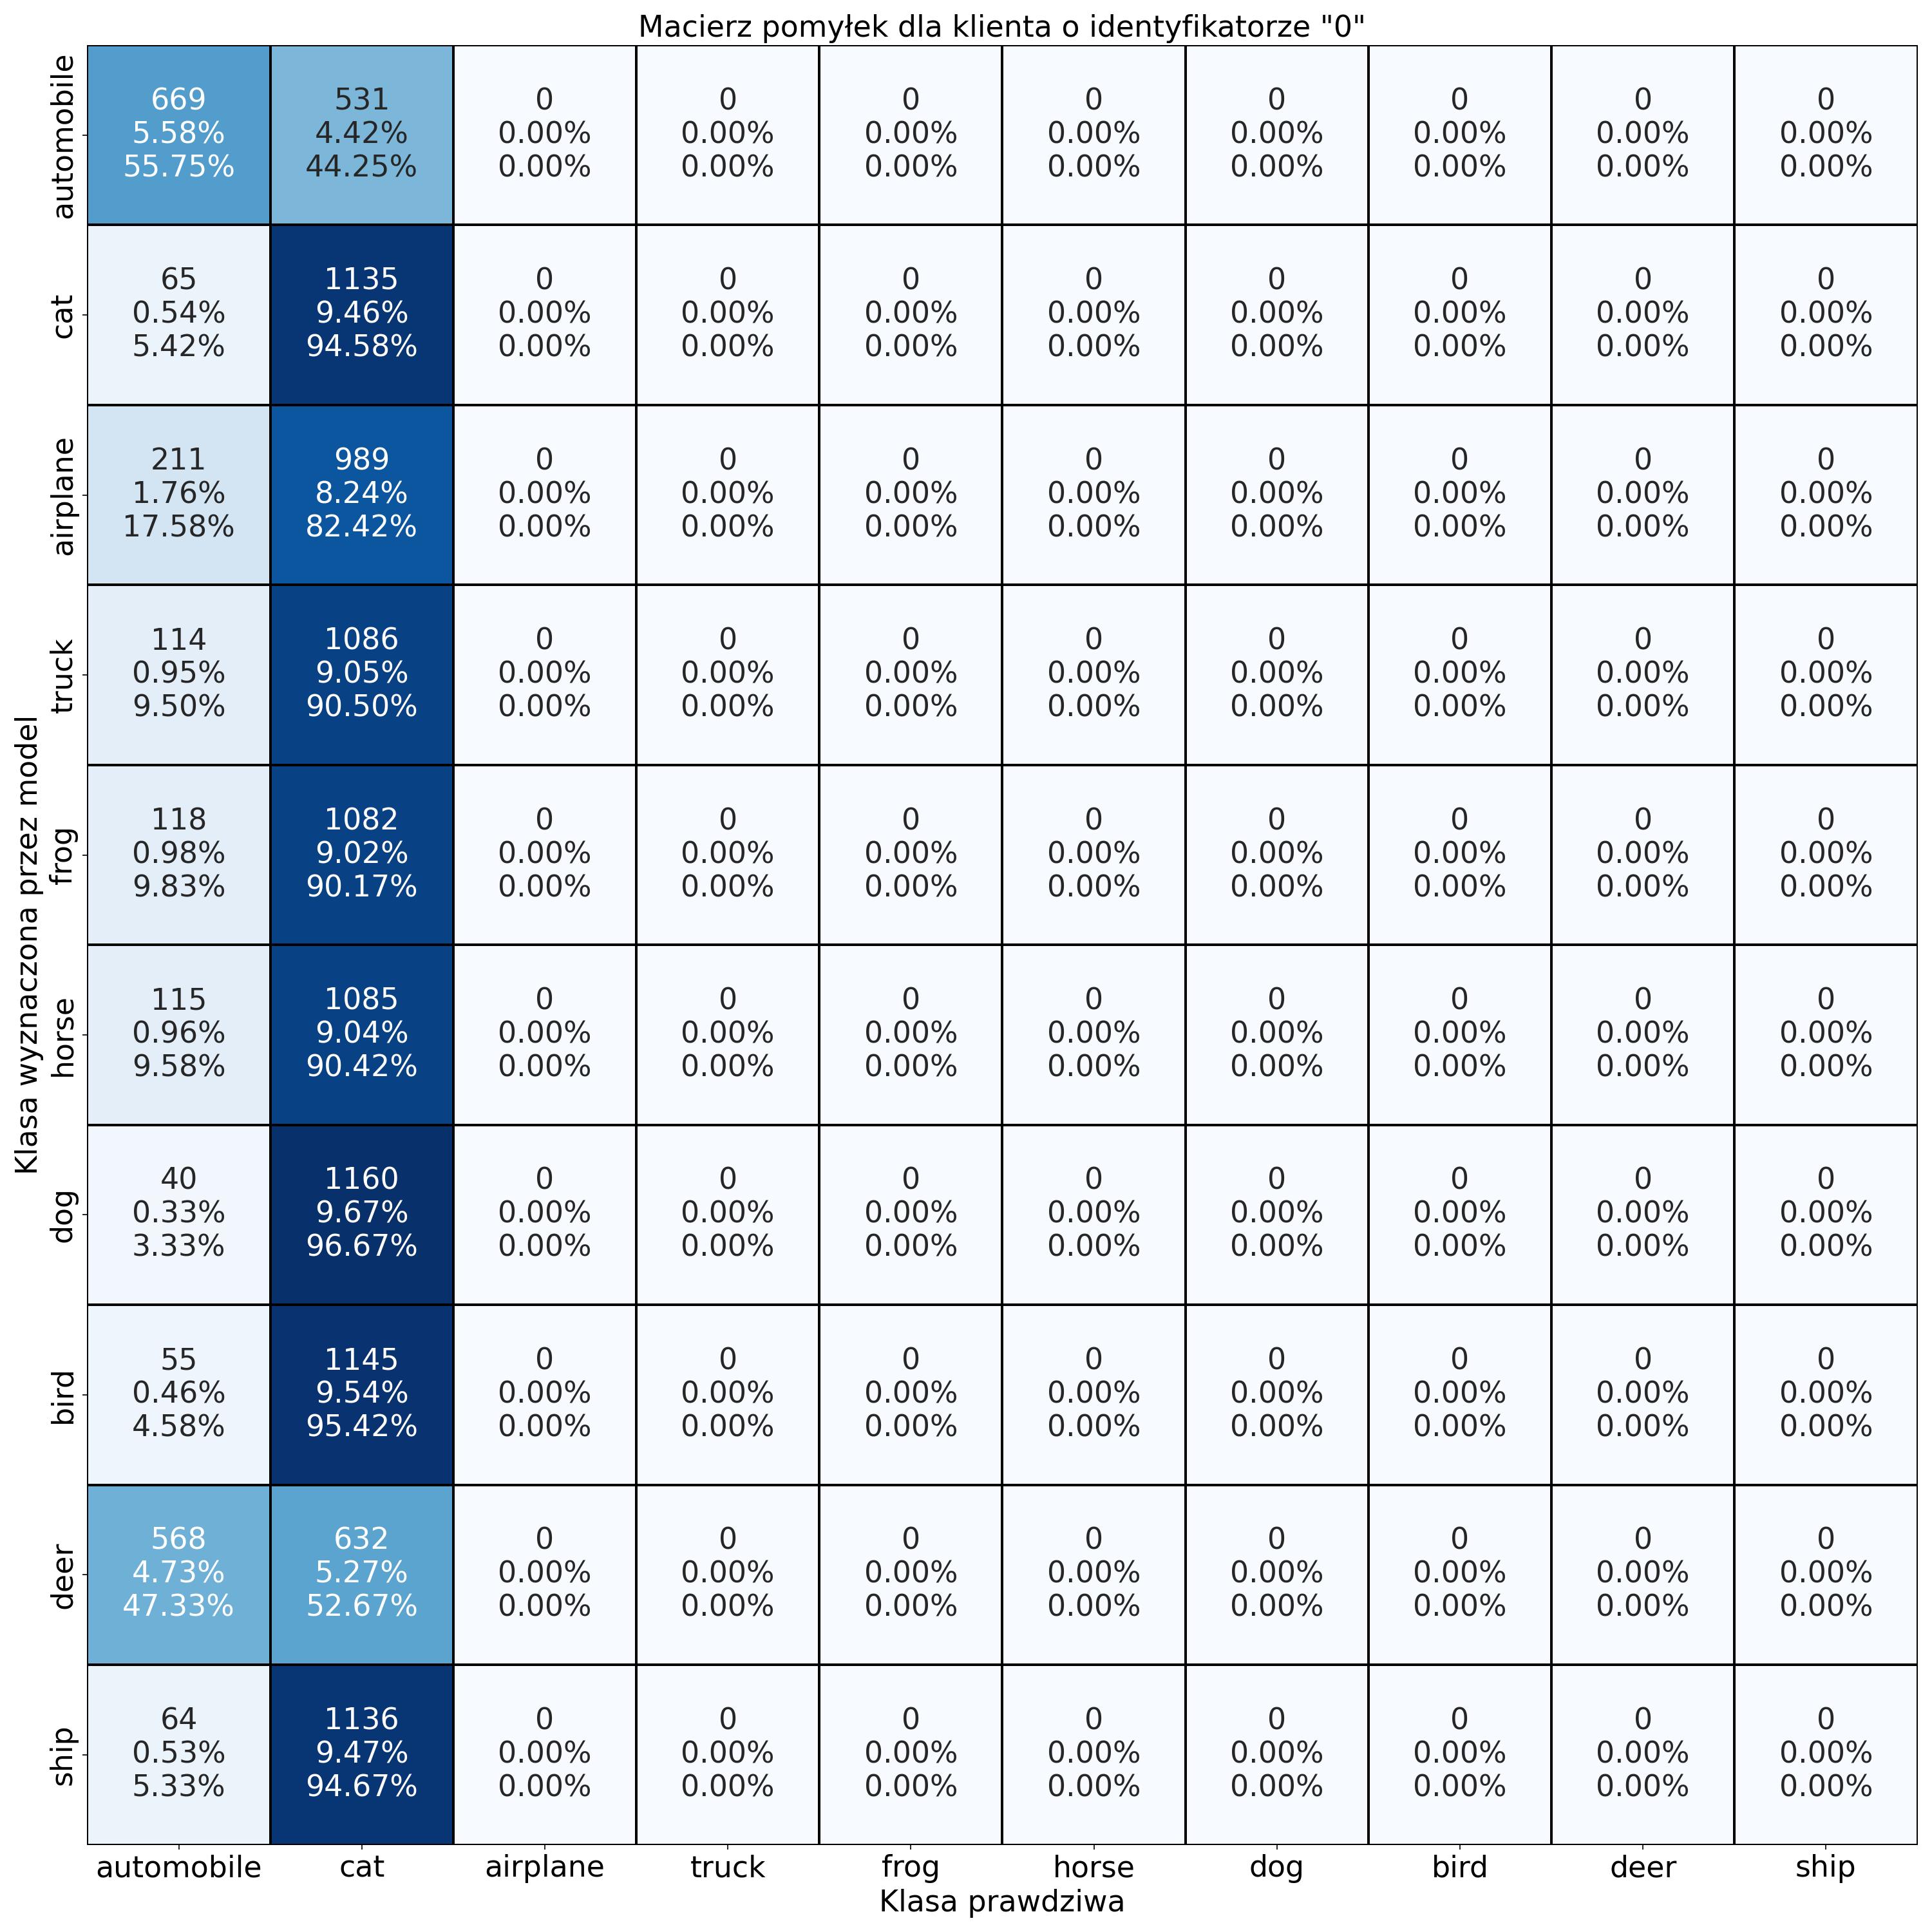 Macierz pomyłek dla klienta o identyfikatorze "0"
Klasa wyznaczona przez model
automobile
669 531 0 0 0 0 0 0 0 0
5.58% 4.42% 0.00% 0.00% 0.00% 0.00% 0.00% 0.00% 0.00% 0.00%
55.75% 44.25% 0.00% 0.00% 0.00% 0.00% 0.00% 0.00% 0.00% 0.00%
cat
65 1135 0 0 0 0 0 0 0 0
0.54% 9.46% 0.00% 0.00% 0.00% 0.00% 0.00% 0.00% 0.00% 0.00%
5.42% 94.58% 0.00% 0.00% 0.00% 0.00% 0.00% 0.00% 0.00% 0.00%
airplane
211 989 0 0 0 0 0 0 0 0
1.76% 8.24% 0.00% 0.00% 0.00% 0.00% 0.00% 0.00% 0.00% 0.00%
17.58% 82.42% 0.00% 0.00% 0.00% 0.00% 0.00% 0.00% 0.00% 0.00%
truck
114 1086 0 0 0 0 0 0 0 0
0.95% 9.05% 0.00% 0.00% 0.00% 0.00% 0.00% 0.00% 0.00% 0.00%
9.50% 90.50% 0.00% 0.00% 0.00% 0.00% 0.00% 0.00% 0.00% 0.00%
frog
118 1082 0 0 0 0 0 0 0 0
0.98% 9.02% 0.00% 0.00% 0.00% 0.00% 0.00% 0.00% 0.00% 0.00%
9.83% 90.17% 0.00% 0.00% 0.00% 0.00% 0.00% 0.00% 0.00% 0.00%
horse
115 1085 0 0 0 0 0 0 0 0
0.96% 9.04% 0.00% 0.00% 0.00% 0.00% 0.00% 0.00% 0.00% 0.00%
9.58% 90.42% 0.00% 0.00% 0.00% 0.00% 0.00% 0.00% 0.00% 0.00%
dog
40 1160 0 0 0 0 0 0 0 0
0.33% 9.67% 0.00% 0.00% 0.00% 0.00% 0.00% 0.00% 0.00% 0.00%
3.33% 96.67% 0.00% 0.00% 0.00% 0.00% 0.00% 0.00% 0.00% 0.00%
bird
55 1145 0 0 0 0 0 0 0 0
0.46% 9.54% 0.00% 0.00% 0.00% 0.00% 0.00% 0.00% 0.00% 0.00%
4.58% 95.42% 0.00% 0.00% 0.00% 0.00% 0.00% 0.00% 0.00% 0.00%
deer
568 632 0 0 0 0 0 0 0 0
4.73% 5.27% 0.00% 0.00% 0.00% 0.00% 0.00% 0.00% 0.00% 0.00%
47.33% 52.67% 0.00% 0.00% 0.00% 0.00% 0.00% 0.00% 0.00% 0.00%
ship
64 1136 0 0 0 0 0 0 0 0
0.53% 9.47% 0.00% 0.00% 0.00% 0.00% 0.00% 0.00% 0.00% 0.00%
5.33% 94.67% 0.00% 0.00% 0.00% 0.00% 0.00% 0.00% 0.00% 0.00%
automobile cat airplane truck frog horse dog bird deer ship
Klasa prawdziwa